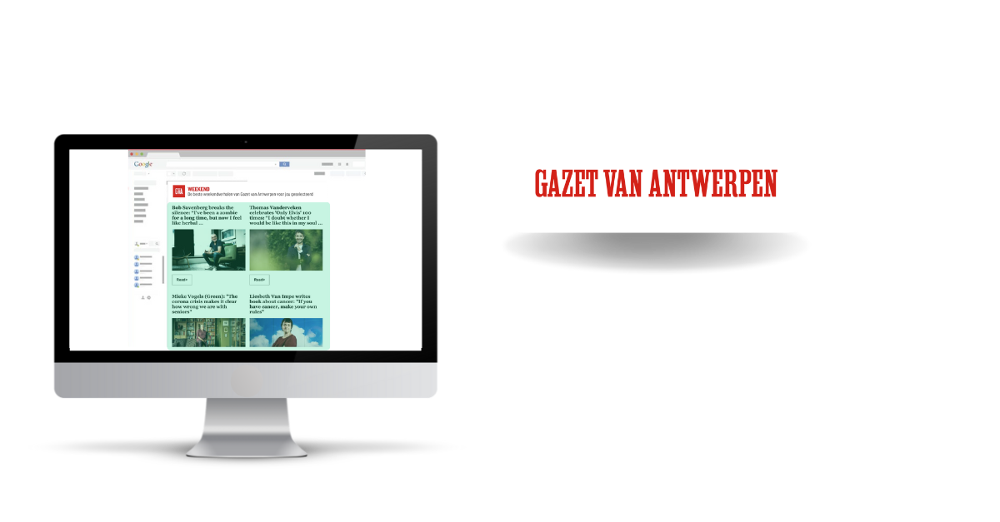 Google
GVA
WEEKEND
De beste weekendverhalen van Gazet van Antwerpen voor jou geselecteerd
Bob Savenberg breaks the
silence: "I've been a zombie
for a long time, but now I feel
like herbal ...
Read+
Thomas Vanderveken
celebrates 'Only Elvis' 100
times: "I doubt whether I
would be like this in my soul ...
Read+
Mieke Vogels (Green): "The
corona crisis makes it clear
how wrong we are with
seniors"
Liesbeth Van Impe writes
book about cancer: "If you
have cancer, make your own
rules"
GAZET VAN ANTWERPEN